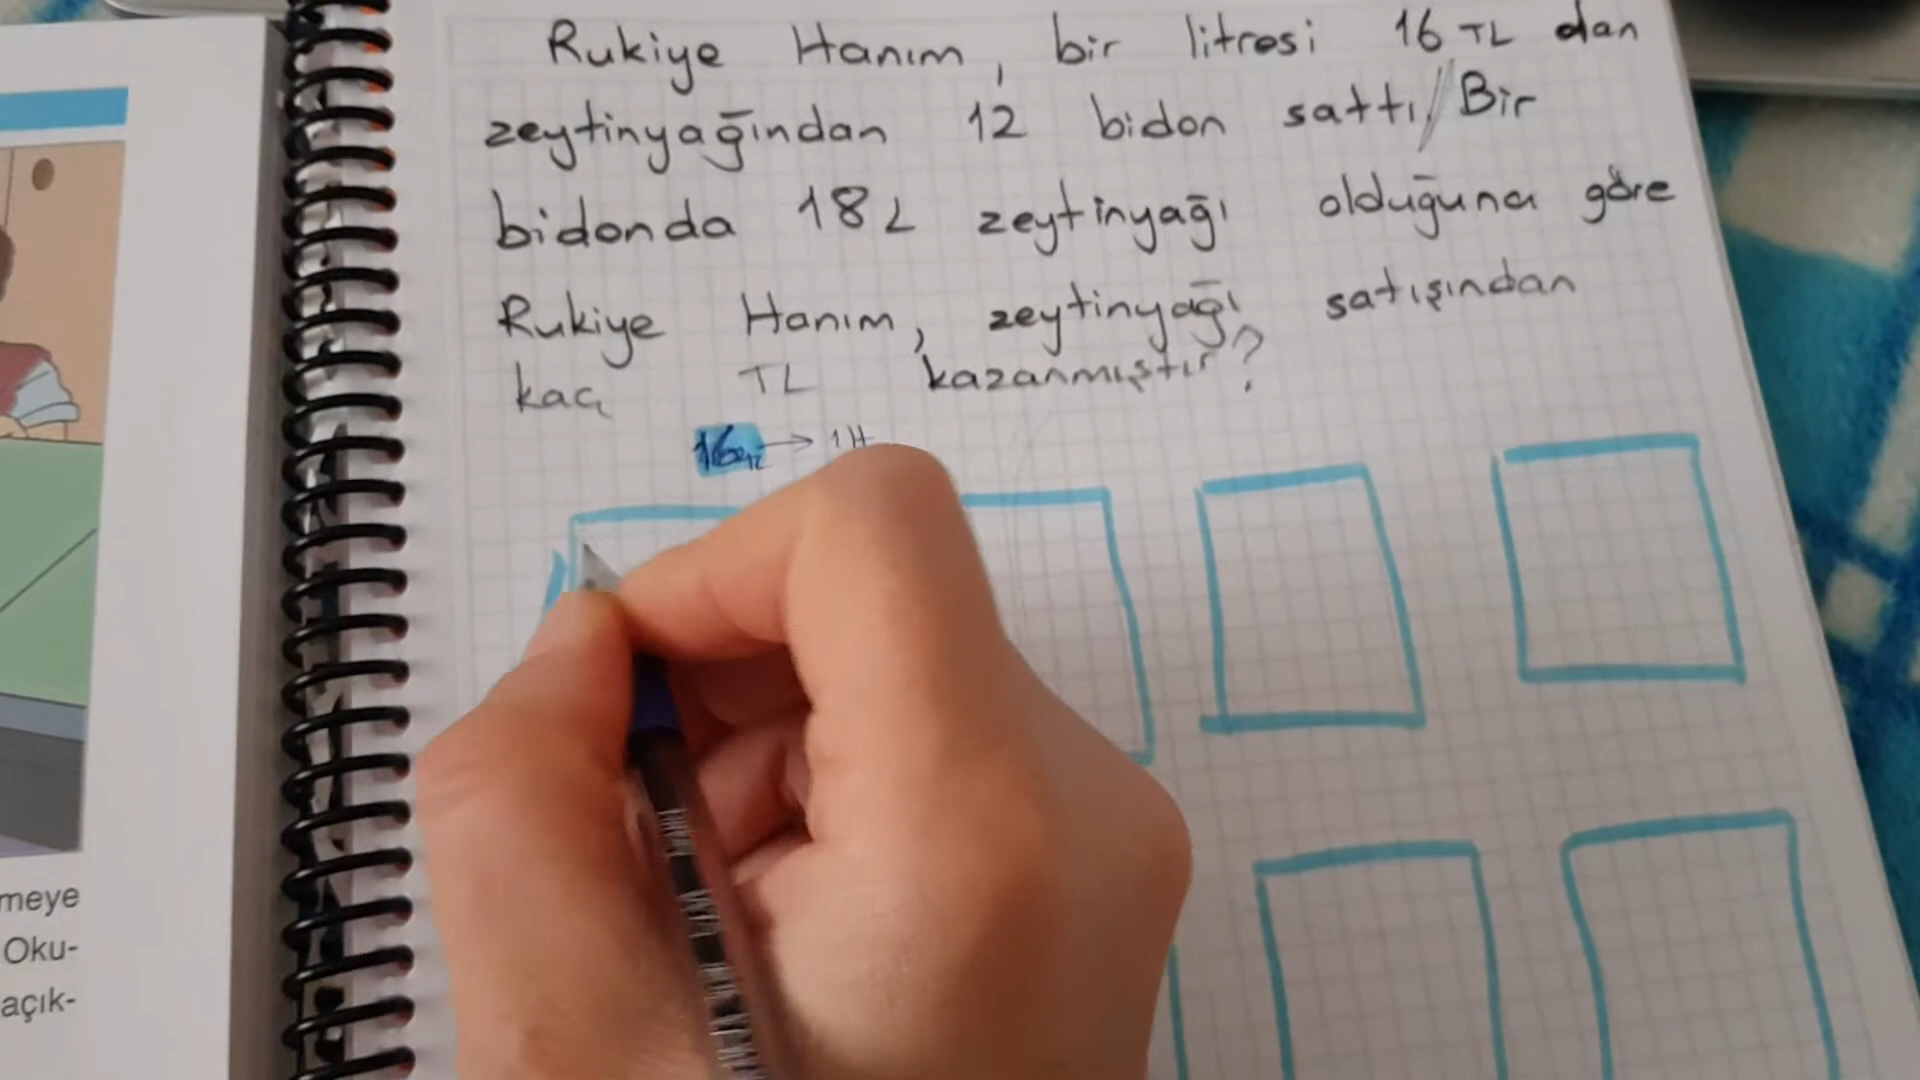 Rukiye Hanım, bir litresi 16 TL dan
zeytinyağından 12 bidon sattı/Bir
bidonda 18L zeytinyağı olduğuna göre
Rukiye Hanım, zeytinyağı satışından
kaç TL kazanmıştır?
meye
Oku-
açık-